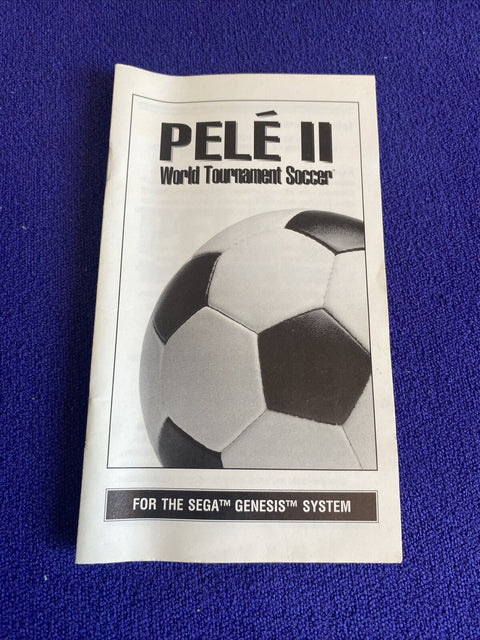 PELÉ II
World Tournament Soccer
FOR THE SEGA™ GENESIS™ SYSTEM